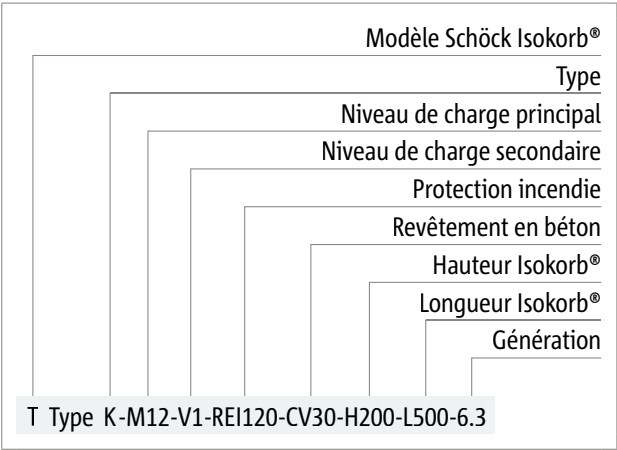 Modèle Schöck Isokorb®
Type
Niveau de charge principal
Niveau de charge secondaire
Protection incendie
Revêtement en béton
Hauteur Isokorb®
Longueur Isokorb®
Génération
T Type K-M12-V1-REI120-CV30-H200-L500-6.3